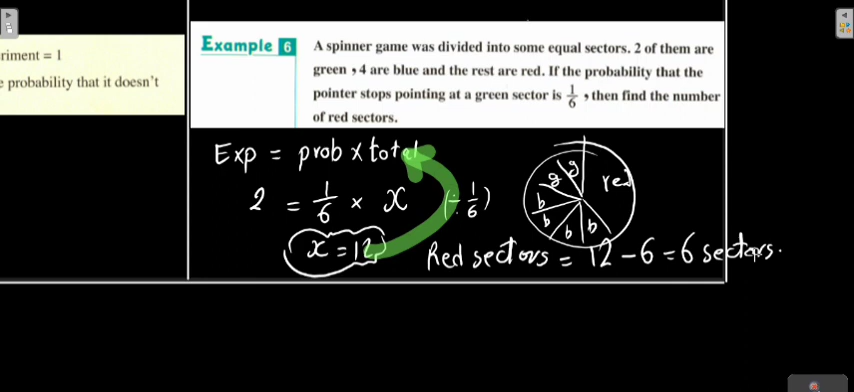 riment = 1
e probability that it doesn't
Example 6
A spinner game was divided into some equal sectors. 2 of them are
green , 4 are blue and the rest are red. If the probability that the
pointer stops pointing at a green sector is 1/6 , then find the number
of red sectors.
Exp = prob x total
2 = 1/6 × x (÷ 1/6)
x = 12
g g red
b b b b
Red sectors = 12 – 6 = 6 sectors.